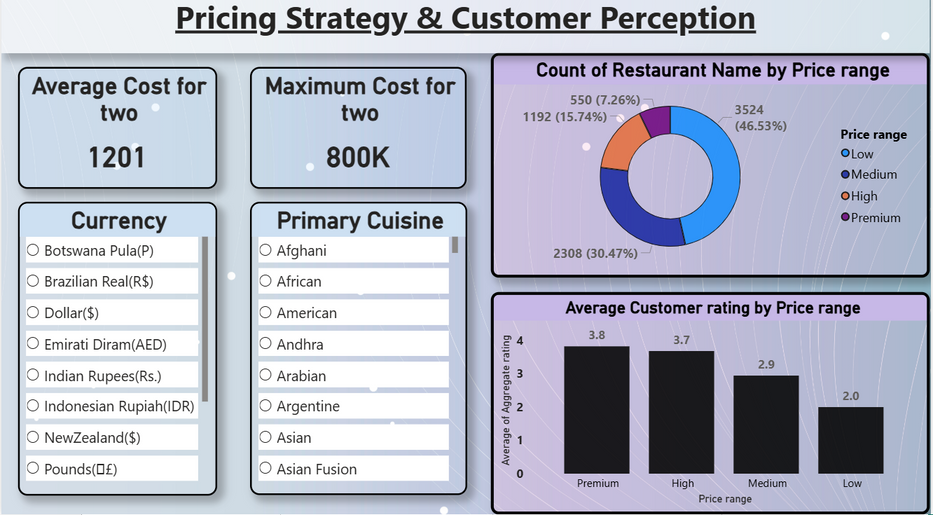 Pricing Strategy & Customer Perception
Average Cost for
two
1201
Maximum Cost for
two
800K
Currency
Botswana Pula(P)
Brazilian Real(R$)
Dollar($)
Emirati Diram(AED)
Indian Rupees(Rs.)
Indonesian Rupiah(IDR)
NewZealand($)
Pounds(□£)
Primary Cuisine
Afghani
African
American
Andhra
Arabian
Argentine
Asian
Asian Fusion
Count of Restaurant Name by Price range
550 (7.26%)
1192 (15.74%)
3524
(46.53%)
2308 (30.47%)
Price range
Low
Medium
High
Premium
Average Customer rating by Price range
Average of Aggregate rating
4
3
2
1
0
3.8
3.7
2.9
2.0
Premium
High
Medium
Low
Price range